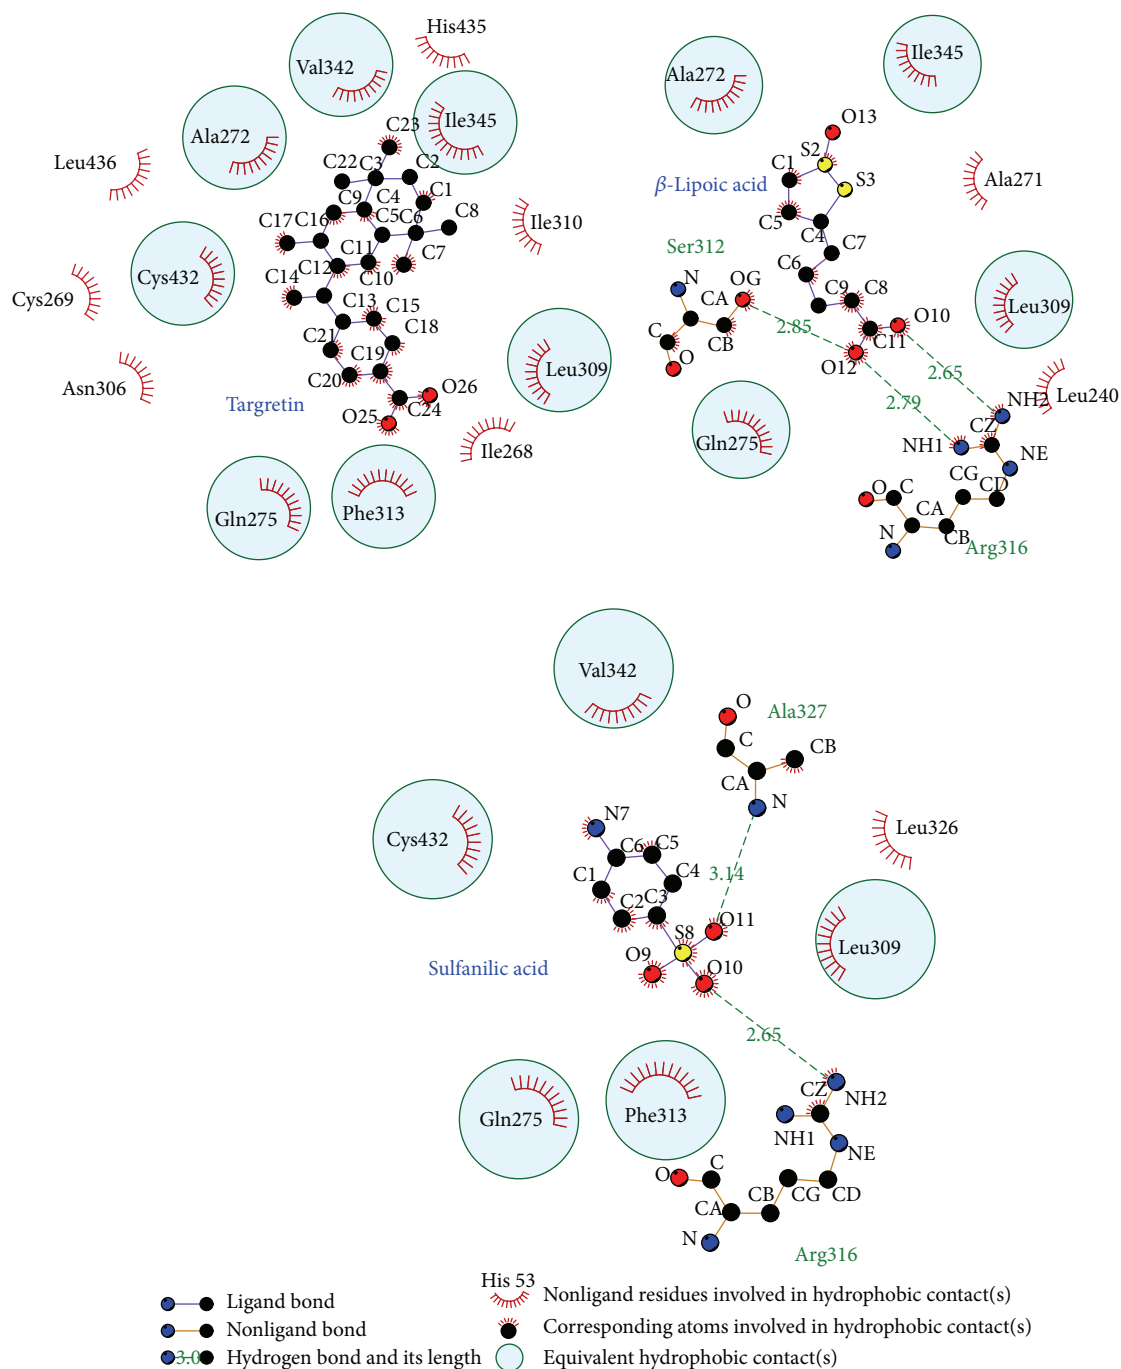 His435
Val342
Ile345
C23
Ala272
Leu436
C22
C3
C2
C1
C9
C4
C17
C16
C5
C6
C8
Ile310
C11
C7
Cys432
C14
C12
C10
Cys269
C13
C15
C21
C18
C19
Leu309
Asn306
C20
O26
Targretin
O25
C24
Ile268
Gln275
Phe313
Ile345
Ala272
O13
S2
C1
S3
β-Lipoic acid
Ala271
C5
C4
C7
Ser312
N
OG
C6
CA
C9
C8
Leu309
C
CB
2.85
O10
C11
O
O12
2.65
2.79
NH2
Leu240
Gln275
CZ
NH1
NE
O
C
CG
CD
CA
N
CB
Arg316
Val342
O
Ala327
C
CB
CA
N
N7
Leu326
Cys432
C6
C5
C1
C4
3.14
C2
C3
O11
S8
Leu309
O9
O10
Sulfanilic acid
2.65
CZ
NH2
Gln275
Phe313
NH1
NE
O
C
CA
CB
CG
CD
N
Arg316
His 53
Ligand bond
Nonligand residues involved in hydrophobic contact(s)
Nonligand bond
Corresponding atoms involved in hydrophobic contact(s)
3.0
Hydrogen bond and its length
Equivalent hydrophobic contact(s)